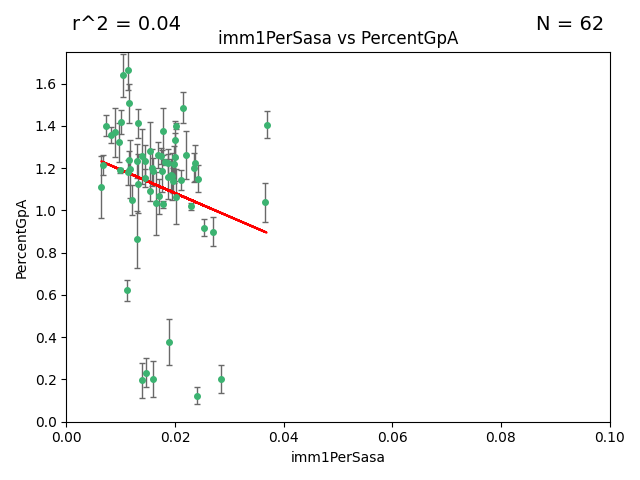 r^2 = 0.04
N = 62
imm1PerSasa vs PercentGpA
PercentGpA
1.6
1.4
1.2
1.0
0.8
0.6
0.4
0.2
0.0
0.00 0.02 0.04 0.06 0.08 0.10
imm1PerSasa